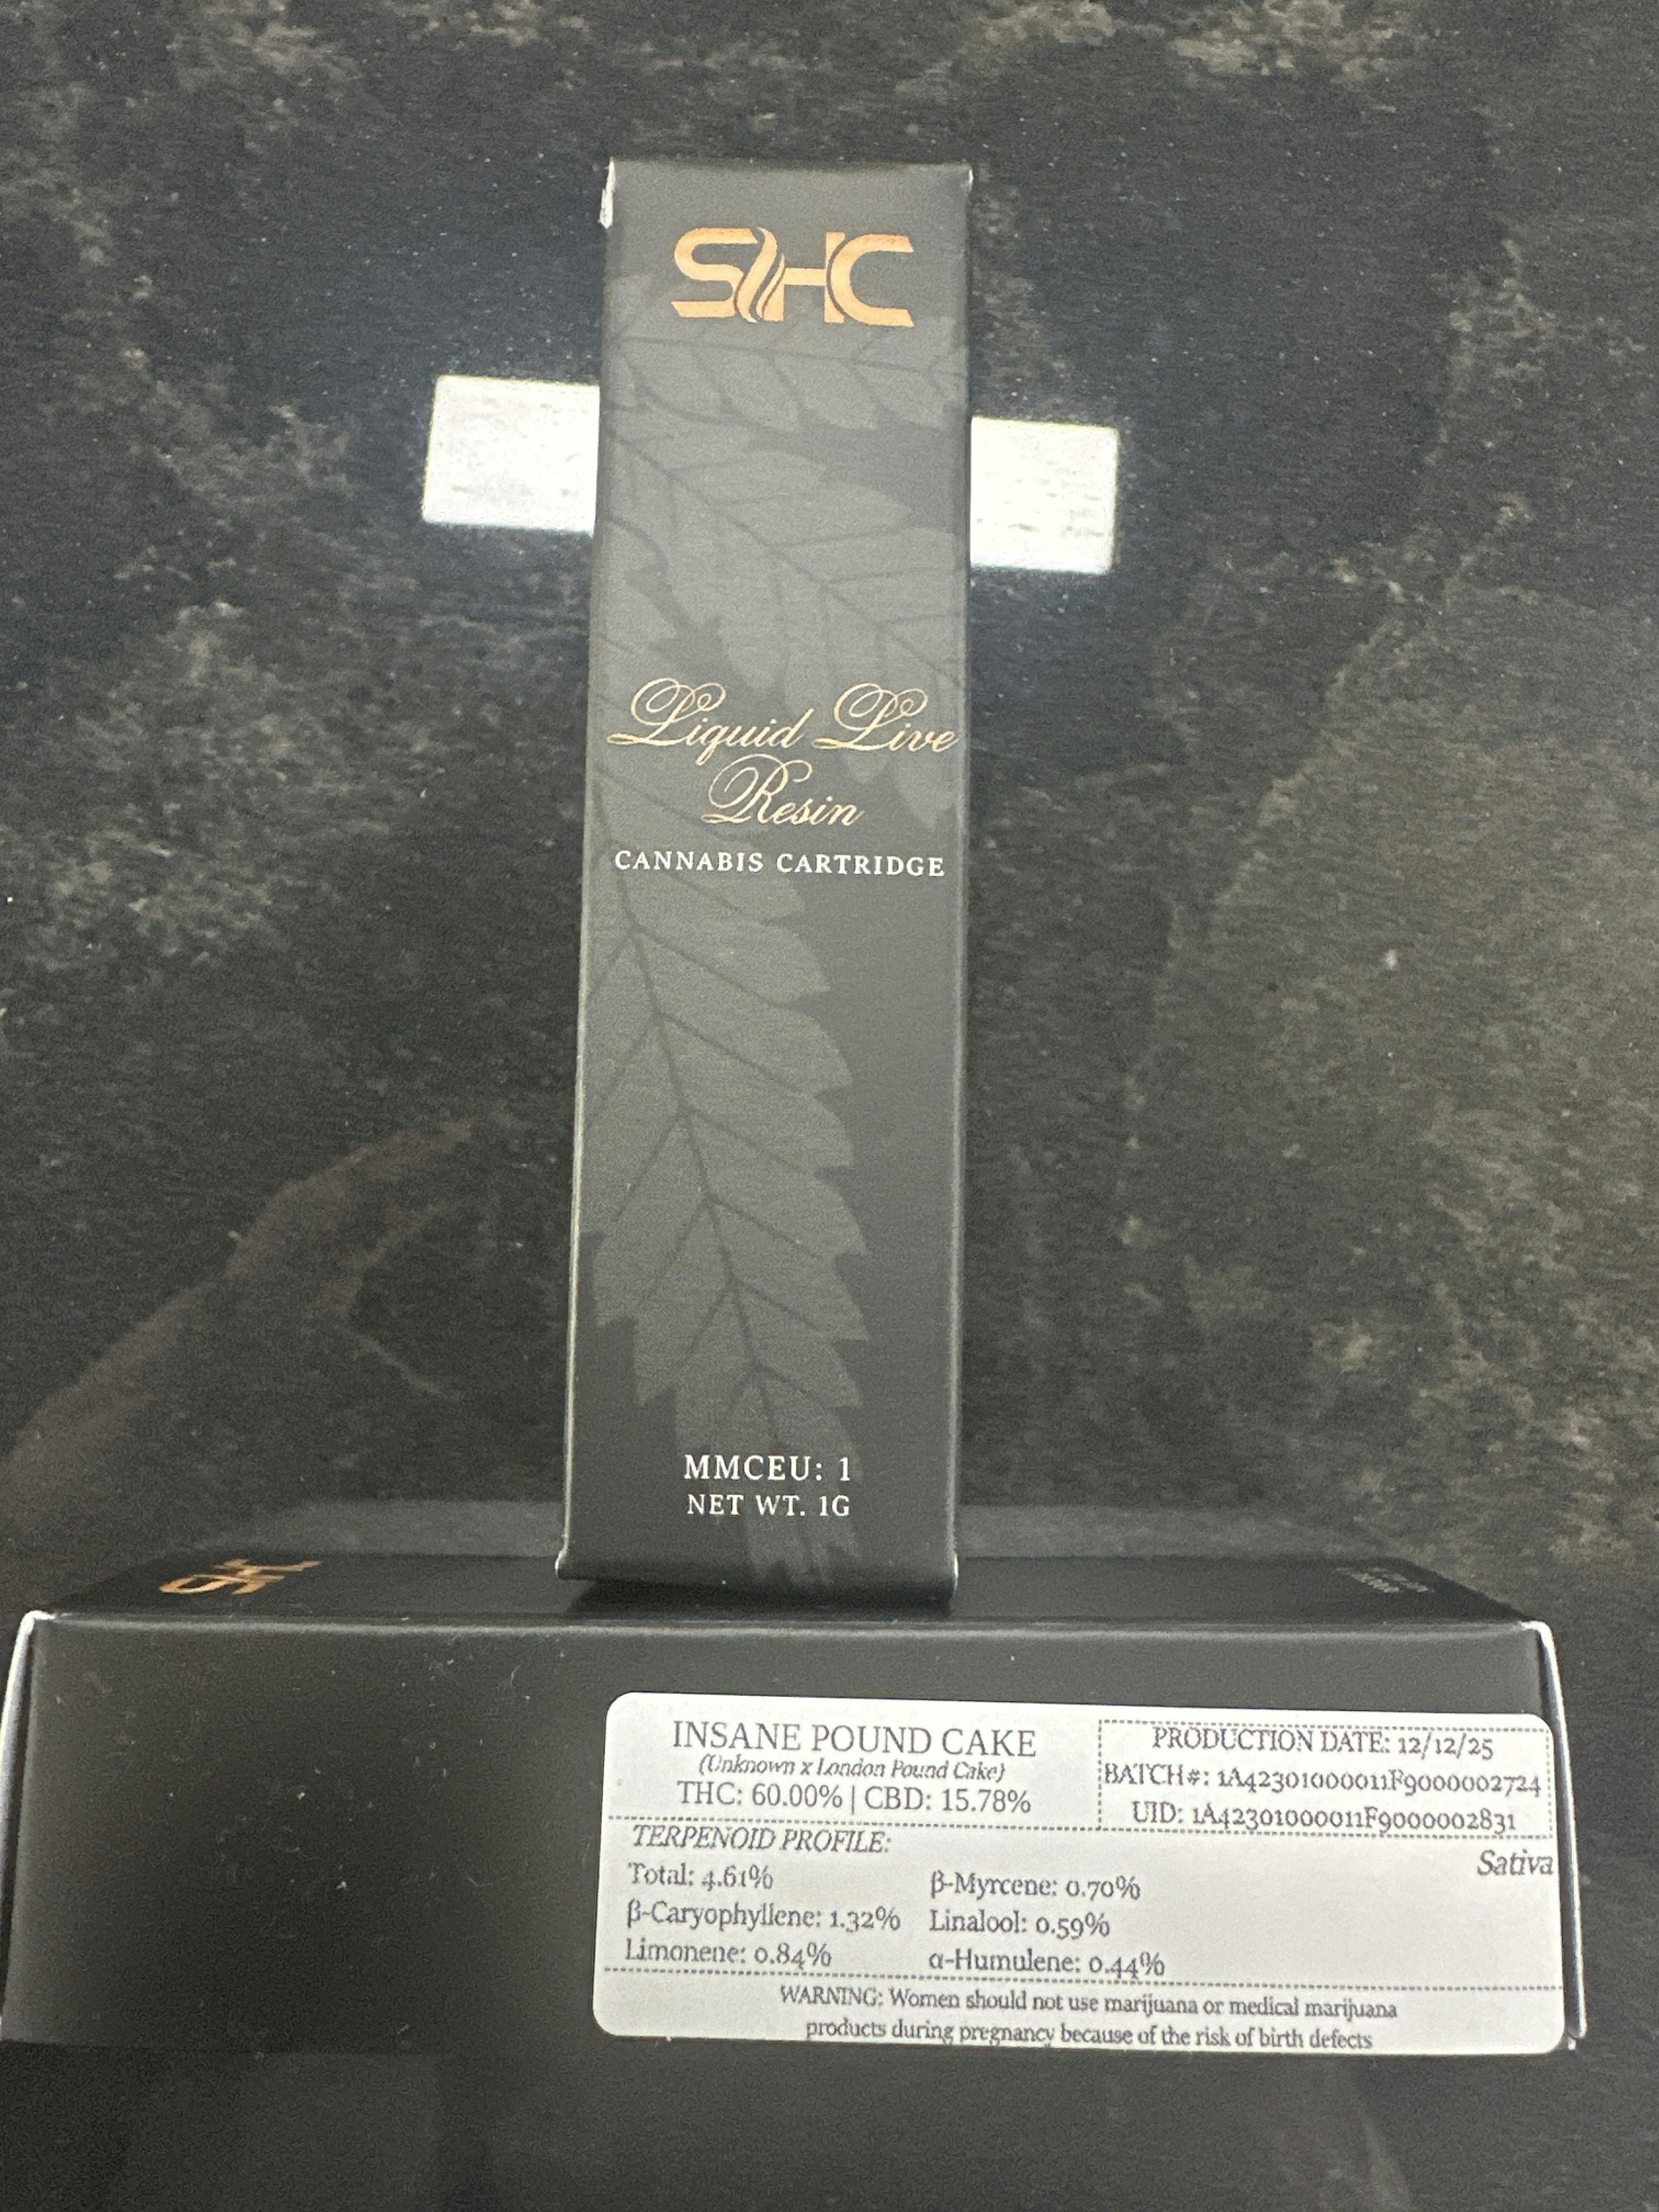 SHC
Liquid Live
Resin
CANNABIS CARTRIDGE
MMCEU: 1
NET WT. 1G
INSANE POUND CAKE
(Unknown x London Pound Cake)
THC: 60.00% | CBD: 15.78%
PRODUCTION DATE: 12/12/25
BATCH#: 1A42301000011F9000002724
UID: 1A42301000011F9000002831
Sativa
TERPENOID PROFILE:
Total: 4.61%
β-Caryophyllene: 1.32%
Limonene: 0.84%
β-Myrcene: 0.70%
Linalool: 0.59%
α-Humulene: 0.44%
WARNING: Women should not use marijuana or medical marijuana
products during pregnancy because of the risk of birth defects